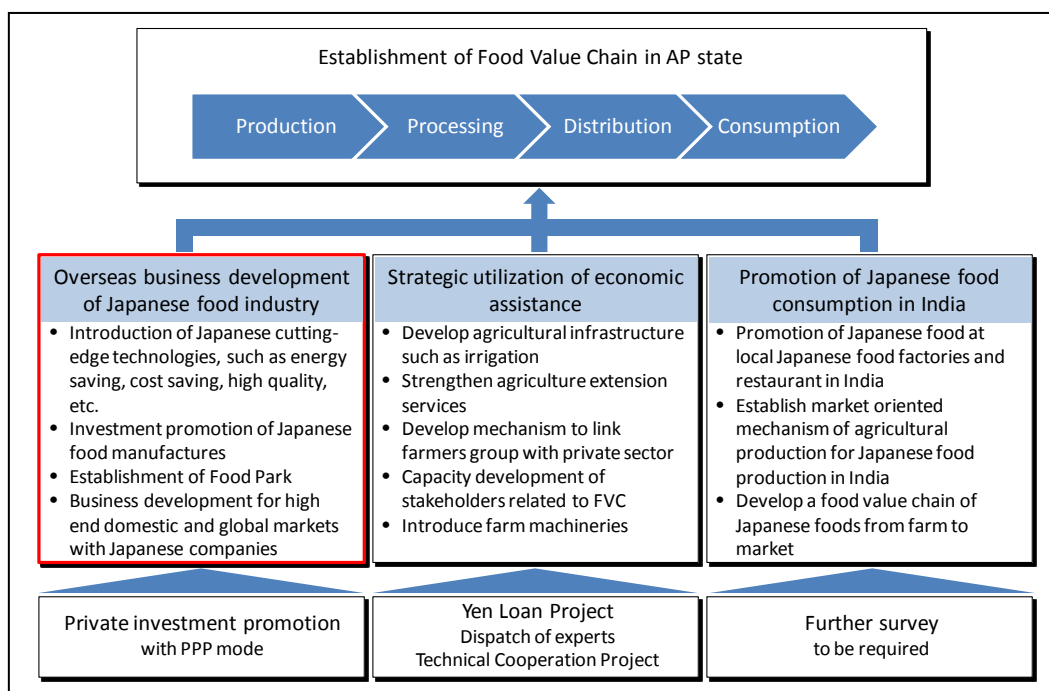 Establishment of Food Value Chain in AP state
Production
Processing
Distribution
Consumption
Overseas business development
of Japanese food industry
• Introduction of Japanese cutting-
edge technologies, such as energy
saving, cost saving, high quality,
etc.
• Investment promotion of Japanese
food manufactures
• Establishment of Food Park
• Business development for high
end domestic and global markets
with Japanese companies
Strategic utilization of economic
assistance
• Develop agricultural infrastructure
such as irrigation
• Strengthen agriculture extension
services
• Develop mechanism to link
farmers group with private sector
• Capacity development of
stakeholders related to FVC
• Introduce farm machineries
Promotion of Japanese food
consumption in India
• Promotion of Japanese food at
local Japanese food factories and
restaurant in India
• Establish market oriented
mechanism of agricultural
production for Japanese food
production in India
• Develop a food value chain of
Japanese foods from farm to
market
Private investment promotion
with PPP mode
Yen Loan Project
Dispatch of experts
Technical Cooperation Project
Further survey
to be required